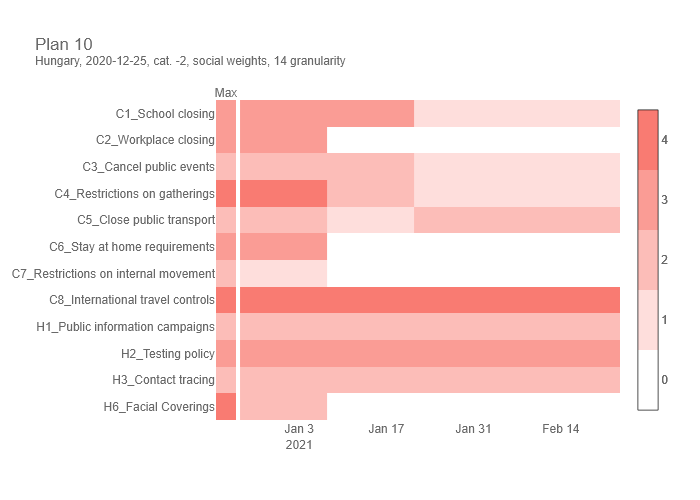 Plan 10
Hungary, 2020-12-25, cat. -2, social weights, 14 granularity
Max
C1_School closing
C2_Workplace closing
C3_Cancel public events
C4_Restrictions on gatherings
C5_Close public transport
C6_Stay at home requirements
C7_Restrictions on internal movement
C8_International travel controls
H1_Public information campaigns
H2_Testing policy
H3_Contact tracing
H6_Facial Coverings
Jan 3 Jan 17 Jan 31 Feb 14
2021
4
3
2
1
0